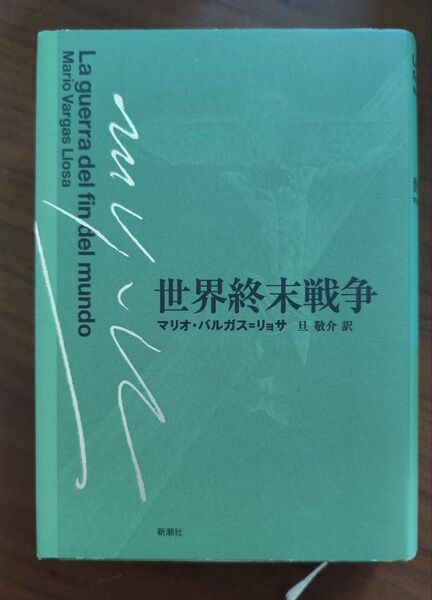 La guerra del fin del mundo
Mario Vargas Llosa
世界終末戦争
マリオ・バルガス=リョサ 旦 敬介 訳
新潮社